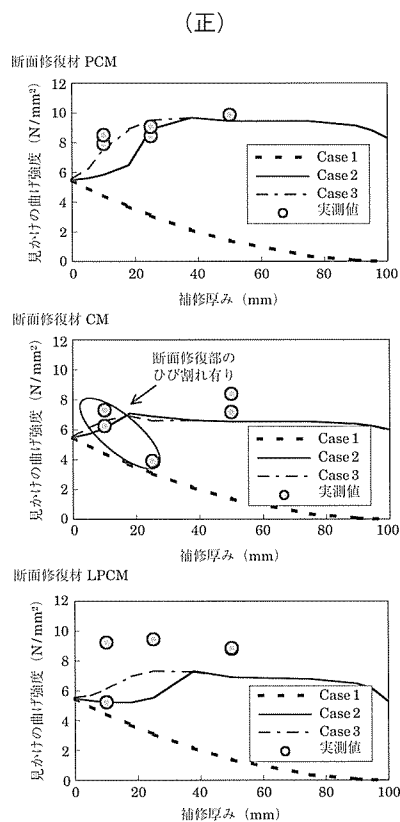 (正)
断面修復材 PCM
見かけの曲げ強度 (N/mm²)
12
10
8
6
4
2
0
Case 1
Case 2
Case 3
実測値
0 20 40 60 80 100
補修厚み (mm)
断面修復材 CM
見かけの曲げ強度 (N/mm²)
12
10
8
6
4
2
0
断面修復部の
ひび割れ有り
Case 1
Case 2
Case 3
実測値
0 20 40 60 80 100
補修厚み (mm)
断面修復材 LPCM
見かけの曲げ強度 (N/mm²)
12
10
8
6
4
2
0
Case 1
Case 2
Case 3
実測値
0 20 40 60 80 100
補修厚み (mm)